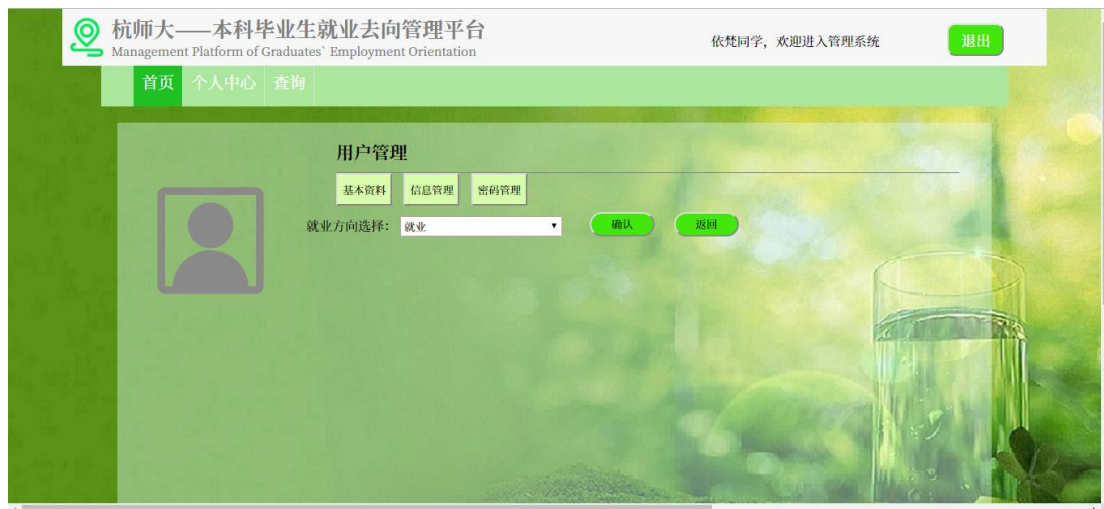 杭师大——本科毕业生就业去向管理平台
Management Platform of Graduates` Employment Orientation
依梵同学，欢迎进入管理系统
退出
首页 个人中心 查询
用户管理
基本资料 信息管理 密码管理
就业方向选择： 就业 确认 返回